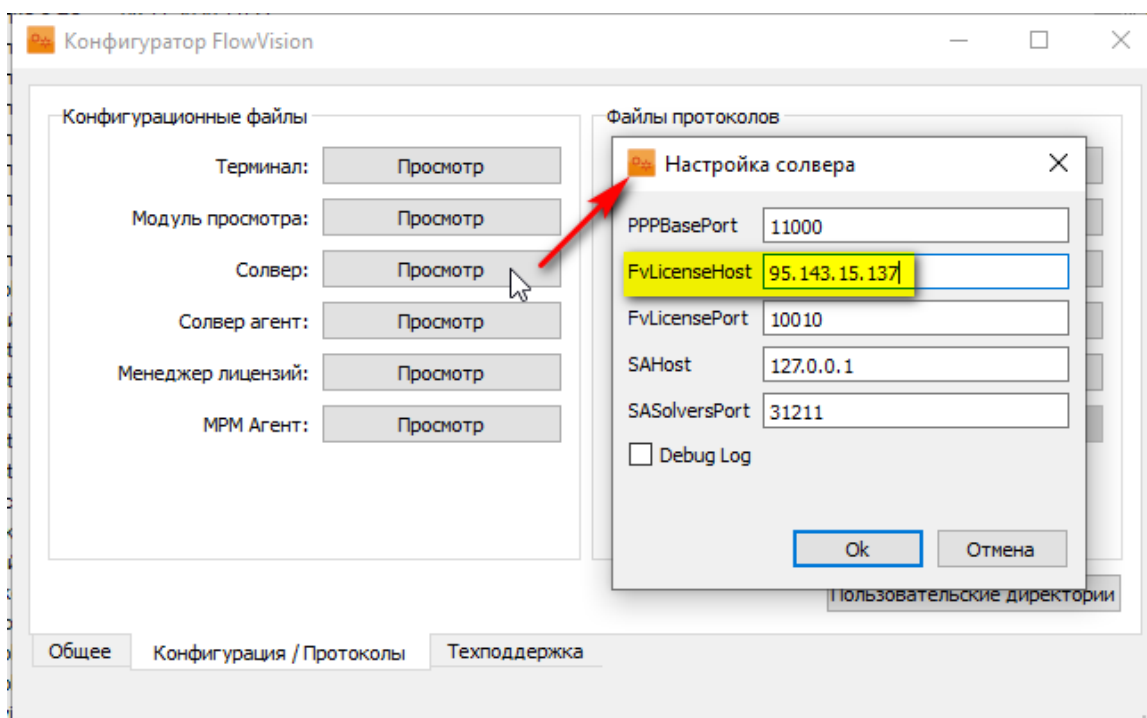 Конфигуратор FlowVision
Конфигурационные файлы
Терминал: Просмотр
Модуль просмотра: Просмотр
Солвер: Просмотр
Солвер агент: Просмотр
Менеджер лицензий: Просмотр
MPM Агент: Просмотр
Файлы протоколов
Настройка солвера
PPPBasePort 11000
FvLicenseHost 95.143.15.137
FvLicensePort 10010
SAHost 127.0.0.1
SASolversPort 31211
Debug Log
Ok Отмена
Пользовательские директории
Общее Конфигурация / Протоколы Техподдержка